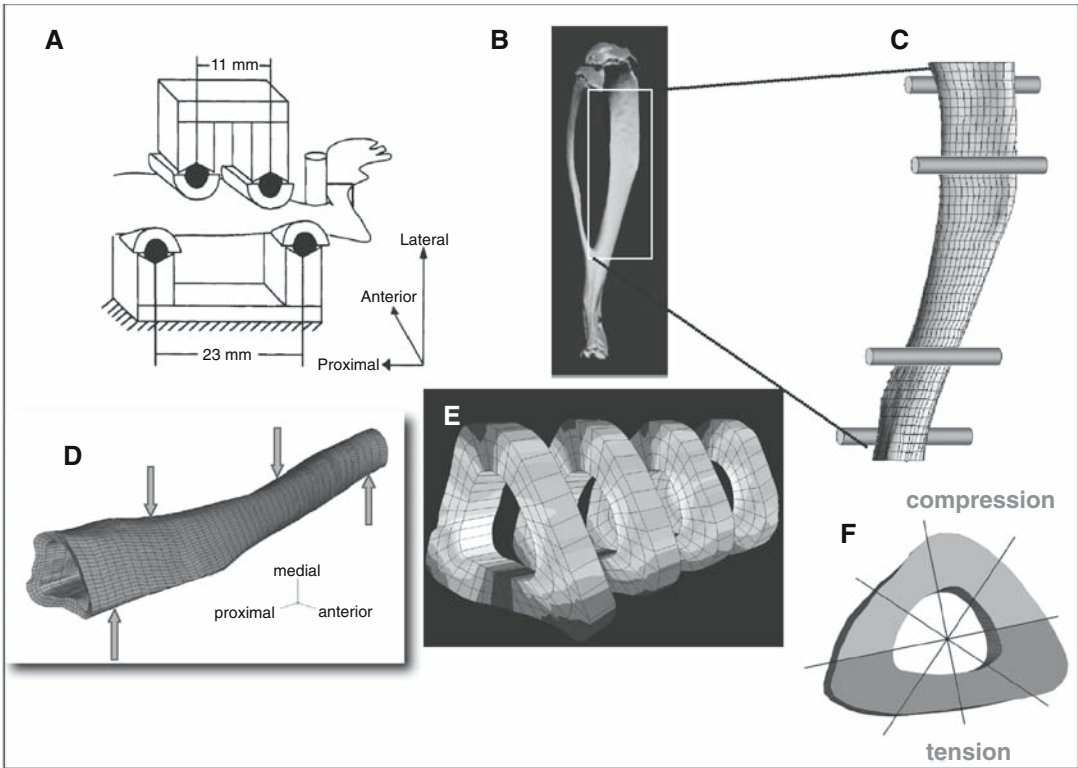 A
11 mm
23 mm
Lateral
Anterior
Proximal
B
C
D
medial
proximal
anterior
E
compression
F
tension